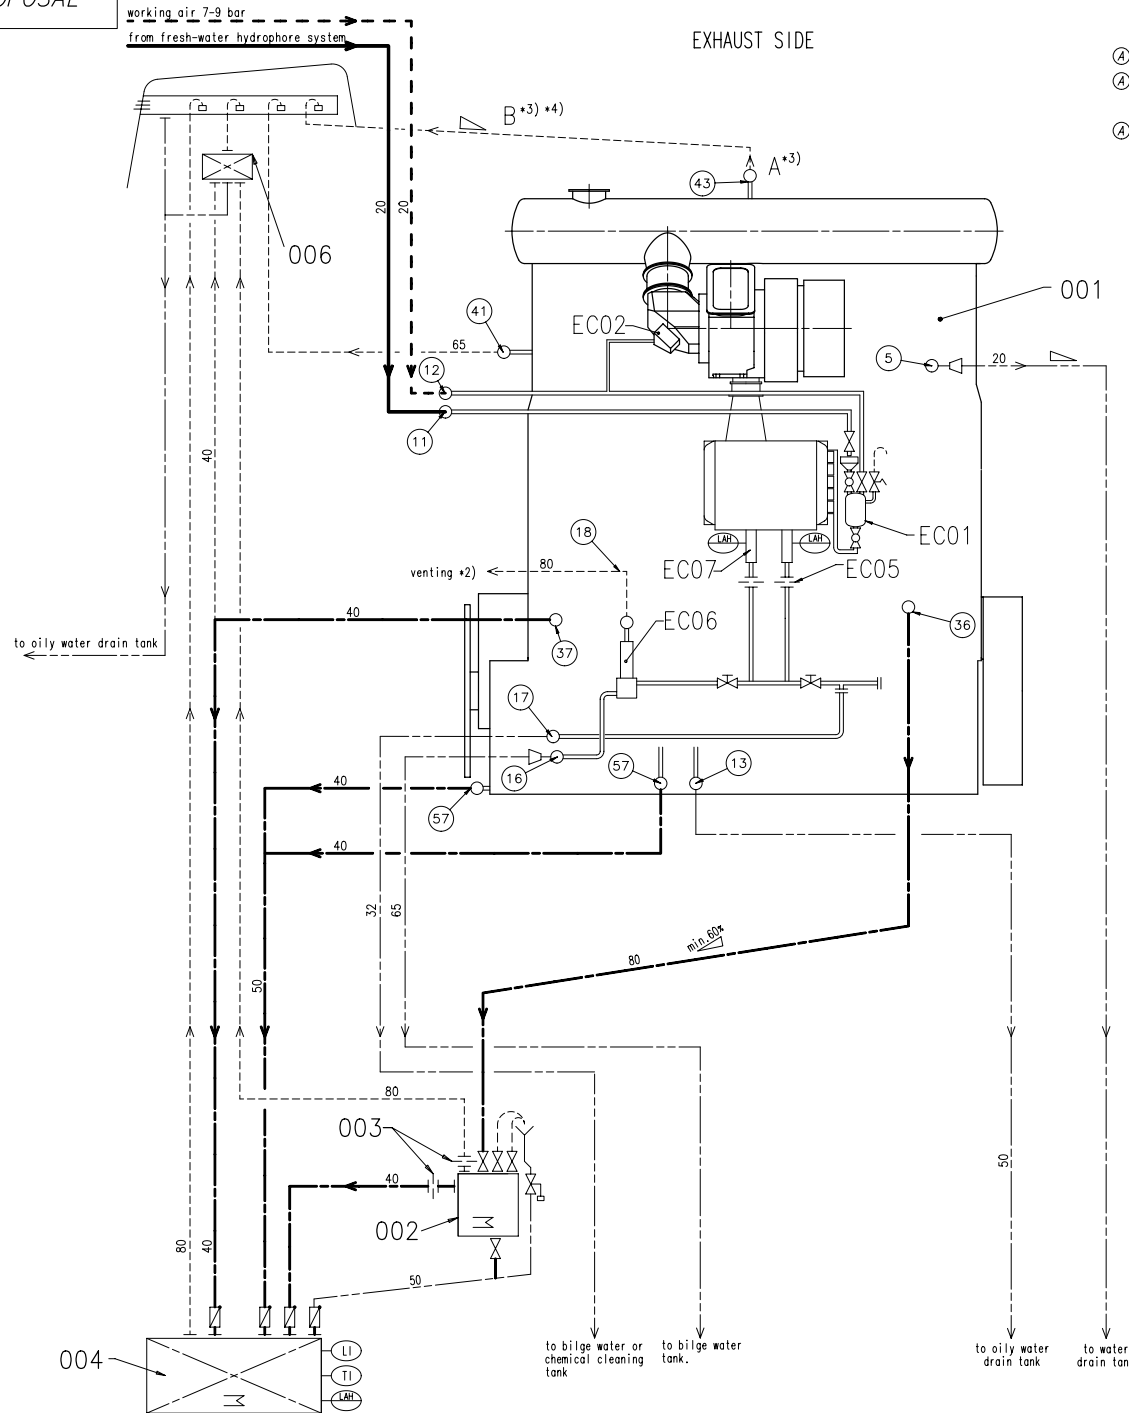 working air 7-9 bar
from fresh-water hydrophore system
EXHAUST SIDE
A
A
A
B*3) *4)
A*3)
43
20
20
006
001
41
EC02
65
5
20
12
11
40
18
LAH
LAH
EC01
80
venting *2)
EC07
EC05
40
EC06
36
to oily water drain tank
37
17
16
57
13
40
57
40
32
65
min.60%
80
50
80
003
50
40
002
80
40
50
to bilge water or
chemical cleaning
tank
to bilge water
tank.
to oily water
drain tank
to water
004
LI
TI
LAH